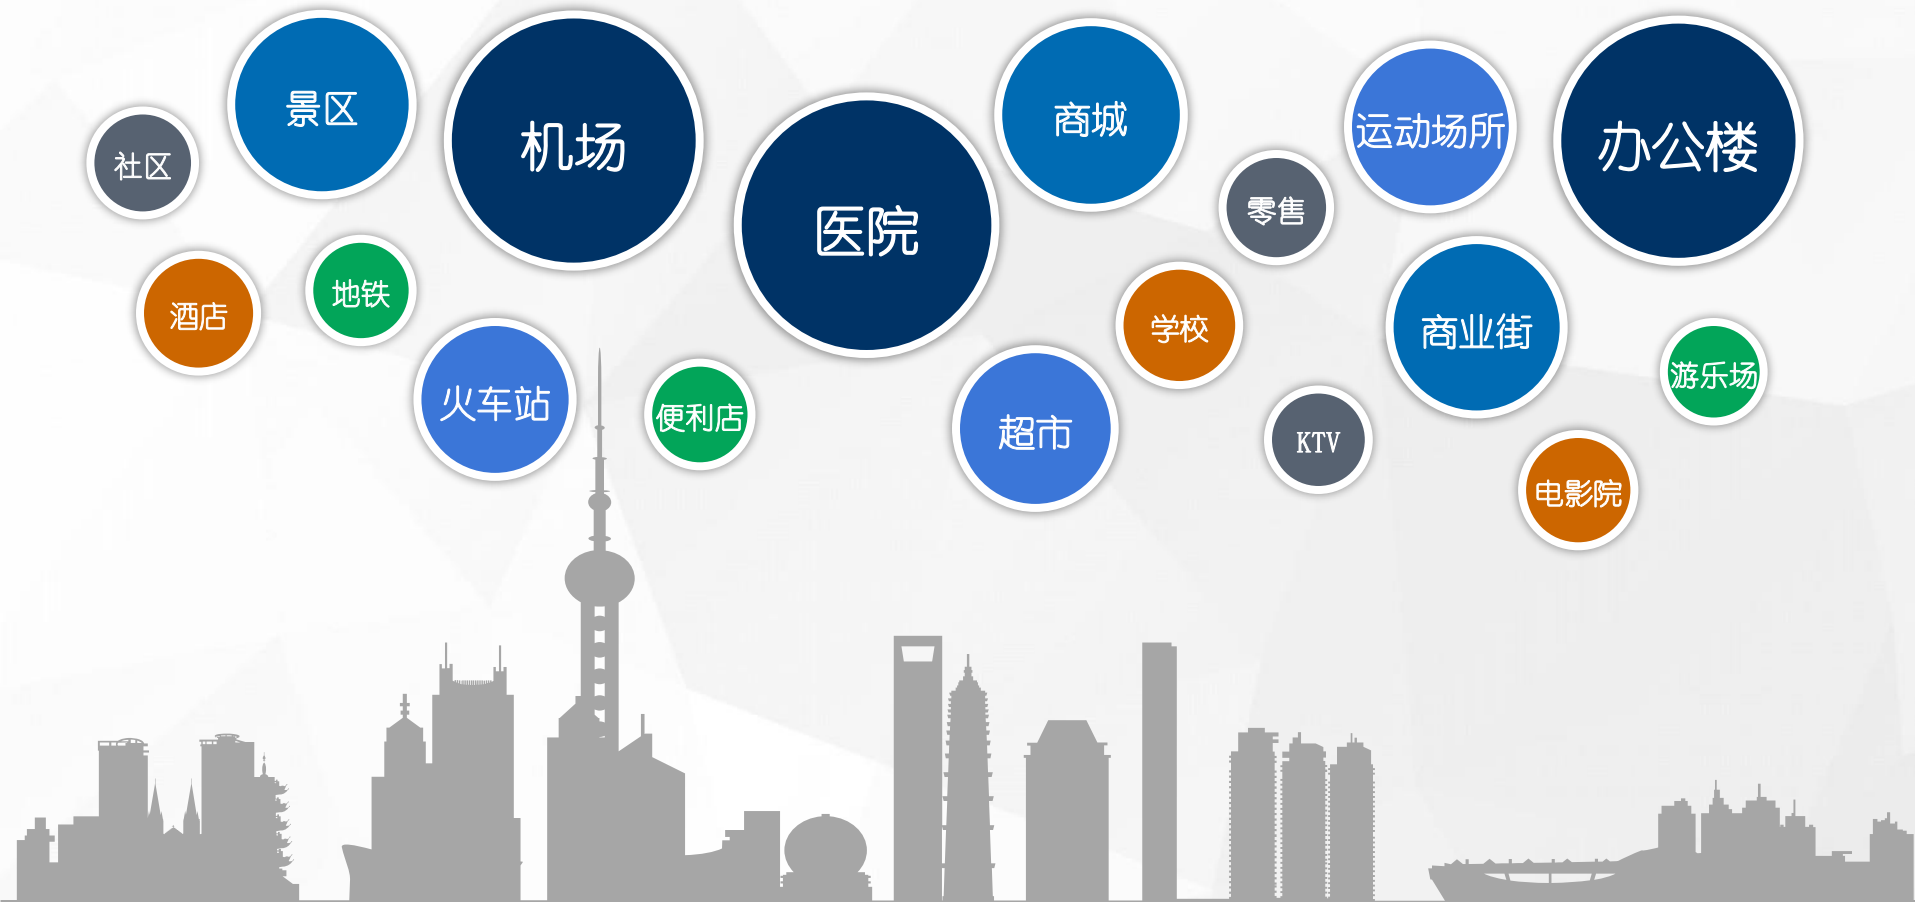 景区
机场
商城
运动场所
办公楼
社区
医院
零售
酒店
地铁
学校
商业街
游乐场
火车站
便利店
超市
KTV
电影院